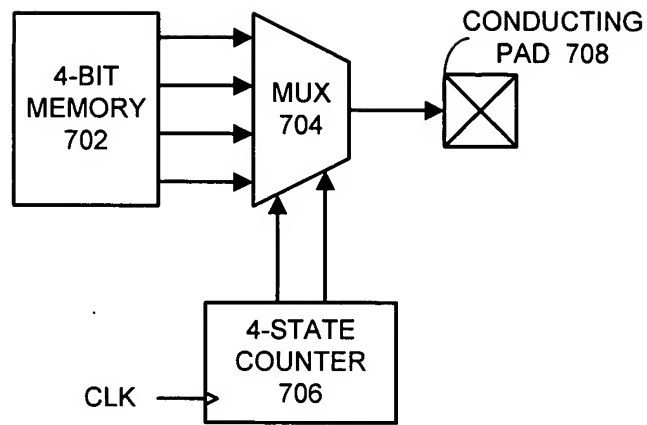 CONDUCTING
PAD 708
4-BIT
MEMORY
702
MUX
704
4-STATE
COUNTER
706
CLK